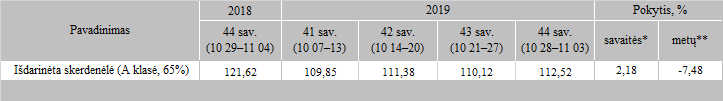 Pavadinimas 2018 2019 Pokytis, %
44 sav. (10 29–11 04) 41 sav. (10 07–13) 42 sav. (10 14–20) 43 sav. (10 21–27) 44 sav. (10 28–11 03) savaitės* metų**
Išdarinėta skerdenėlė (A klasė, 65%) 121,62 109,85 111,38 110,12 112,52 2,18 -7,48